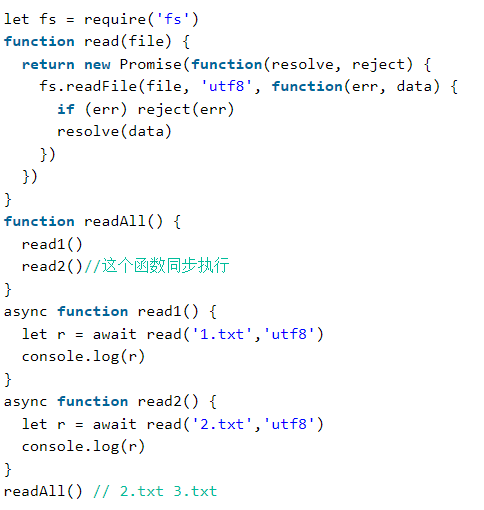 let fs = require('fs')
function read(file) {
  return new Promise(function(resolve, reject) {
    fs.readFile(file, 'utf8', function(err, data) {
      if (err) reject(err)
      resolve(data)
    })
  })
}
function readAll() {
  read1()
  read2()//这个函数同步执行
}
async function read1() {
  let r = await read('1.txt','utf8')
  console.log(r)
}
async function read2() {
  let r = await read('2.txt','utf8')
  console.log(r)
}
readAll() // 2.txt 3.txt